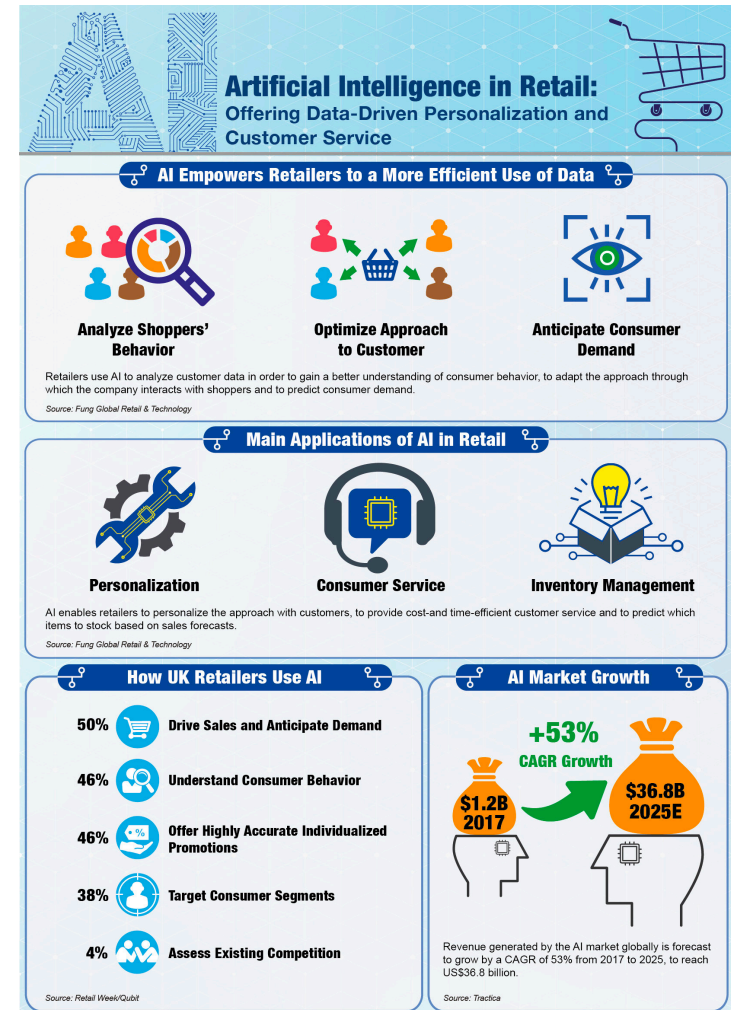 AI
Artificial Intelligence in Retail:
Offering Data-Driven Personalization and
Customer Service
AI Empowers Retailers to a More Efficient Use of Data
Analyze Shoppers'
Behavior
Optimize Approach
to Customer
Anticipate Consumer
Demand
Retailers use AI to analyze customer data in order to gain a better understanding of consumer behavior, to adapt the approach through
which the company interacts with shoppers and to predict consumer demand.
Source: Fung Global Retail & Technology
Main Applications of AI in Retail
Personalization
Consumer Service
Inventory Management
AI enables retailers to personalize the approach with customers, to provide cost-and time-efficient customer service and to predict which
items to stock based on sales forecasts.
Source: Fung Global Retail & Technology
How UK Retailers Use AI
50% Drive Sales and Anticipate Demand
46% Understand Consumer Behavior
46% % Offer Highly Accurate Individualized
Promotions
38% Target Consumer Segments
4% Assess Existing Competition
Source: Retail Week/Qubit
AI Market Growth
+53%
CAGR Growth
$1.2B
2017
$36.8B
2025E
Revenue generated by the AI market globally is forecast
to grow by a CAGR of 53% from 2017 to 2025, to reach
US$36.8 billion.
Source: Tractica